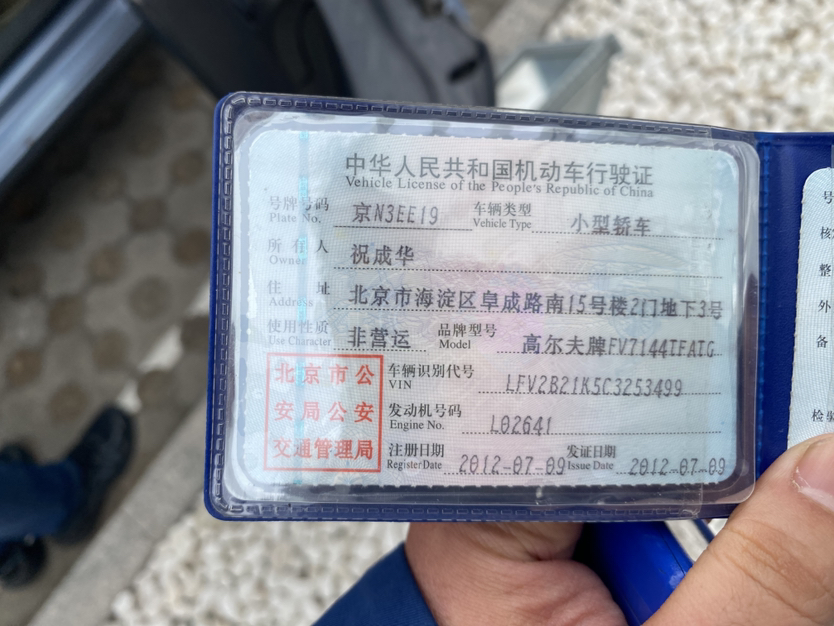 中华人民共和国机动车行驶证
Vehicle License of the People's Republic of China
号牌号码 京N3EE19 车辆类型 小型轿车
Plate No. Vehicle Type
所有人 祝成华
Owner
住址 北京市海淀区阜成路南15号楼2门地下3号
Address
使用性质 非营运 品牌型号 高尔夫牌FV7144TFATG
Use Character Model
北京市公
安局公安
交通管理局
车辆识别代号 LFV2B21K5C3253499
VIN
发动机号码 L02641
Engine No.
注册日期 2012-07-09 发证日期 2012-07-09
Register Date Issue Date
号
核
整
外
备
检验